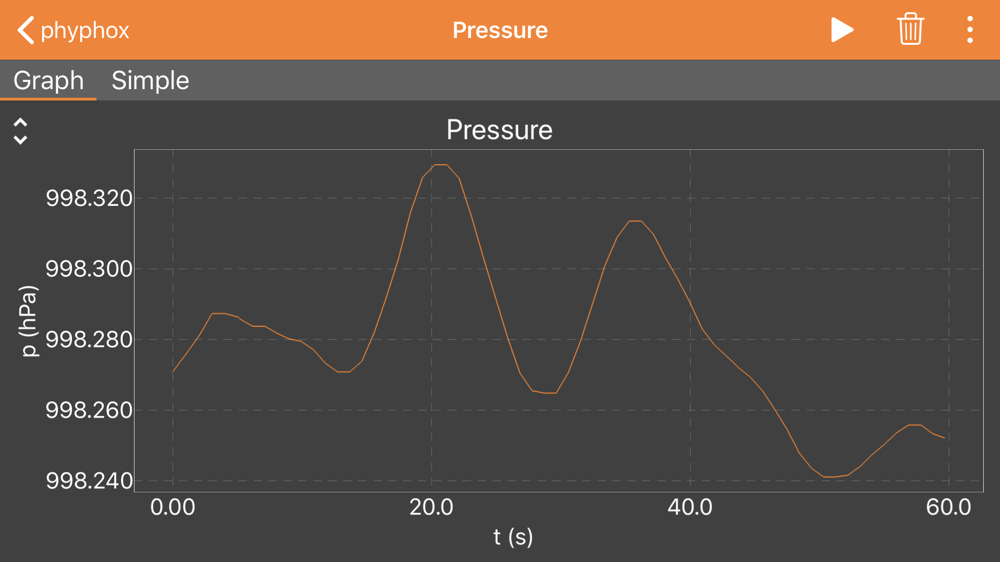 phyphox
Pressure
Graph Simple
Pressure
998.320
998.300
998.280
998.260
998.240
p (hPa)
0.00 20.0 40.0 60.0
t (s)